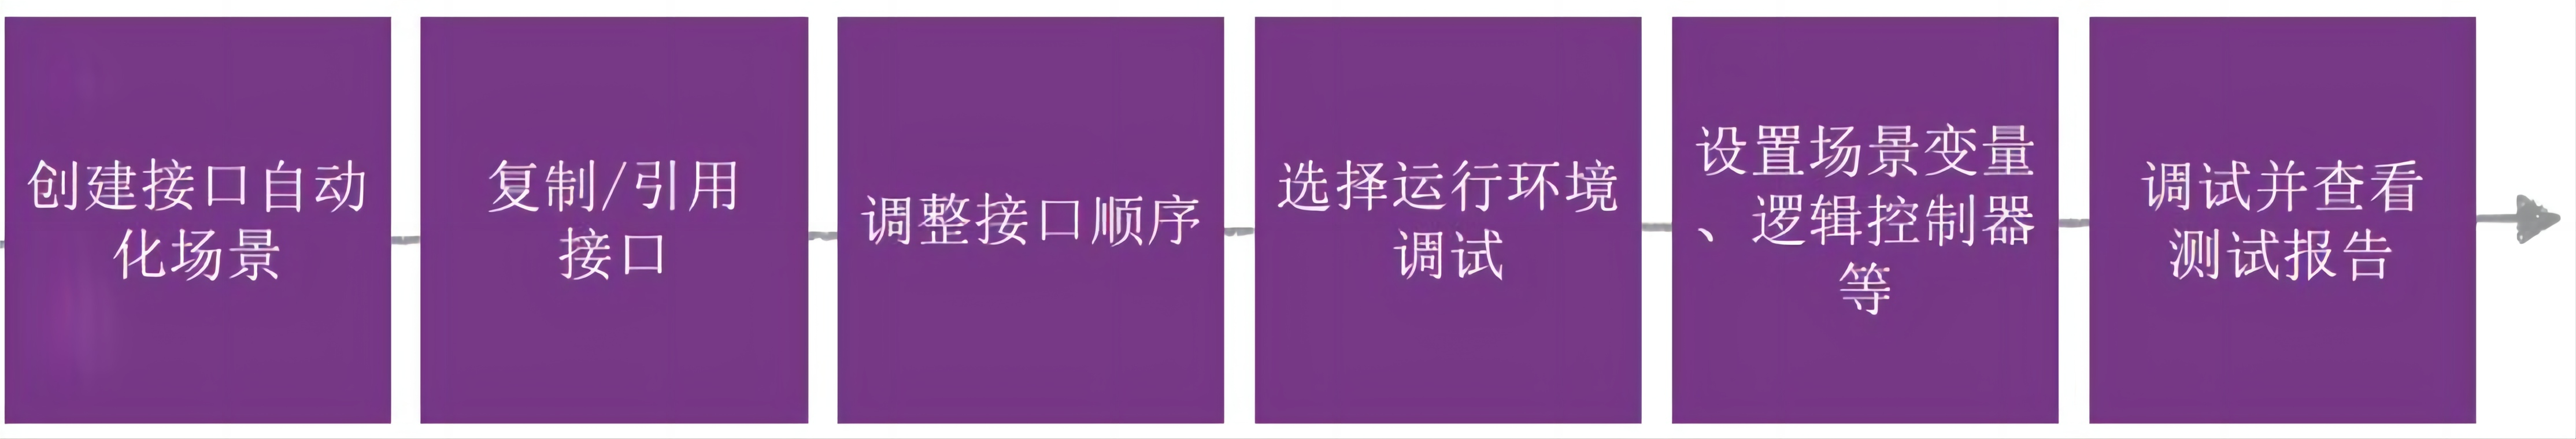 创建接口自动
化场景
复制/引用
接口
调整接口顺序
选择运行环境
调试
设置场景变量
、逻辑控制器
等
调试并查看
测试报告